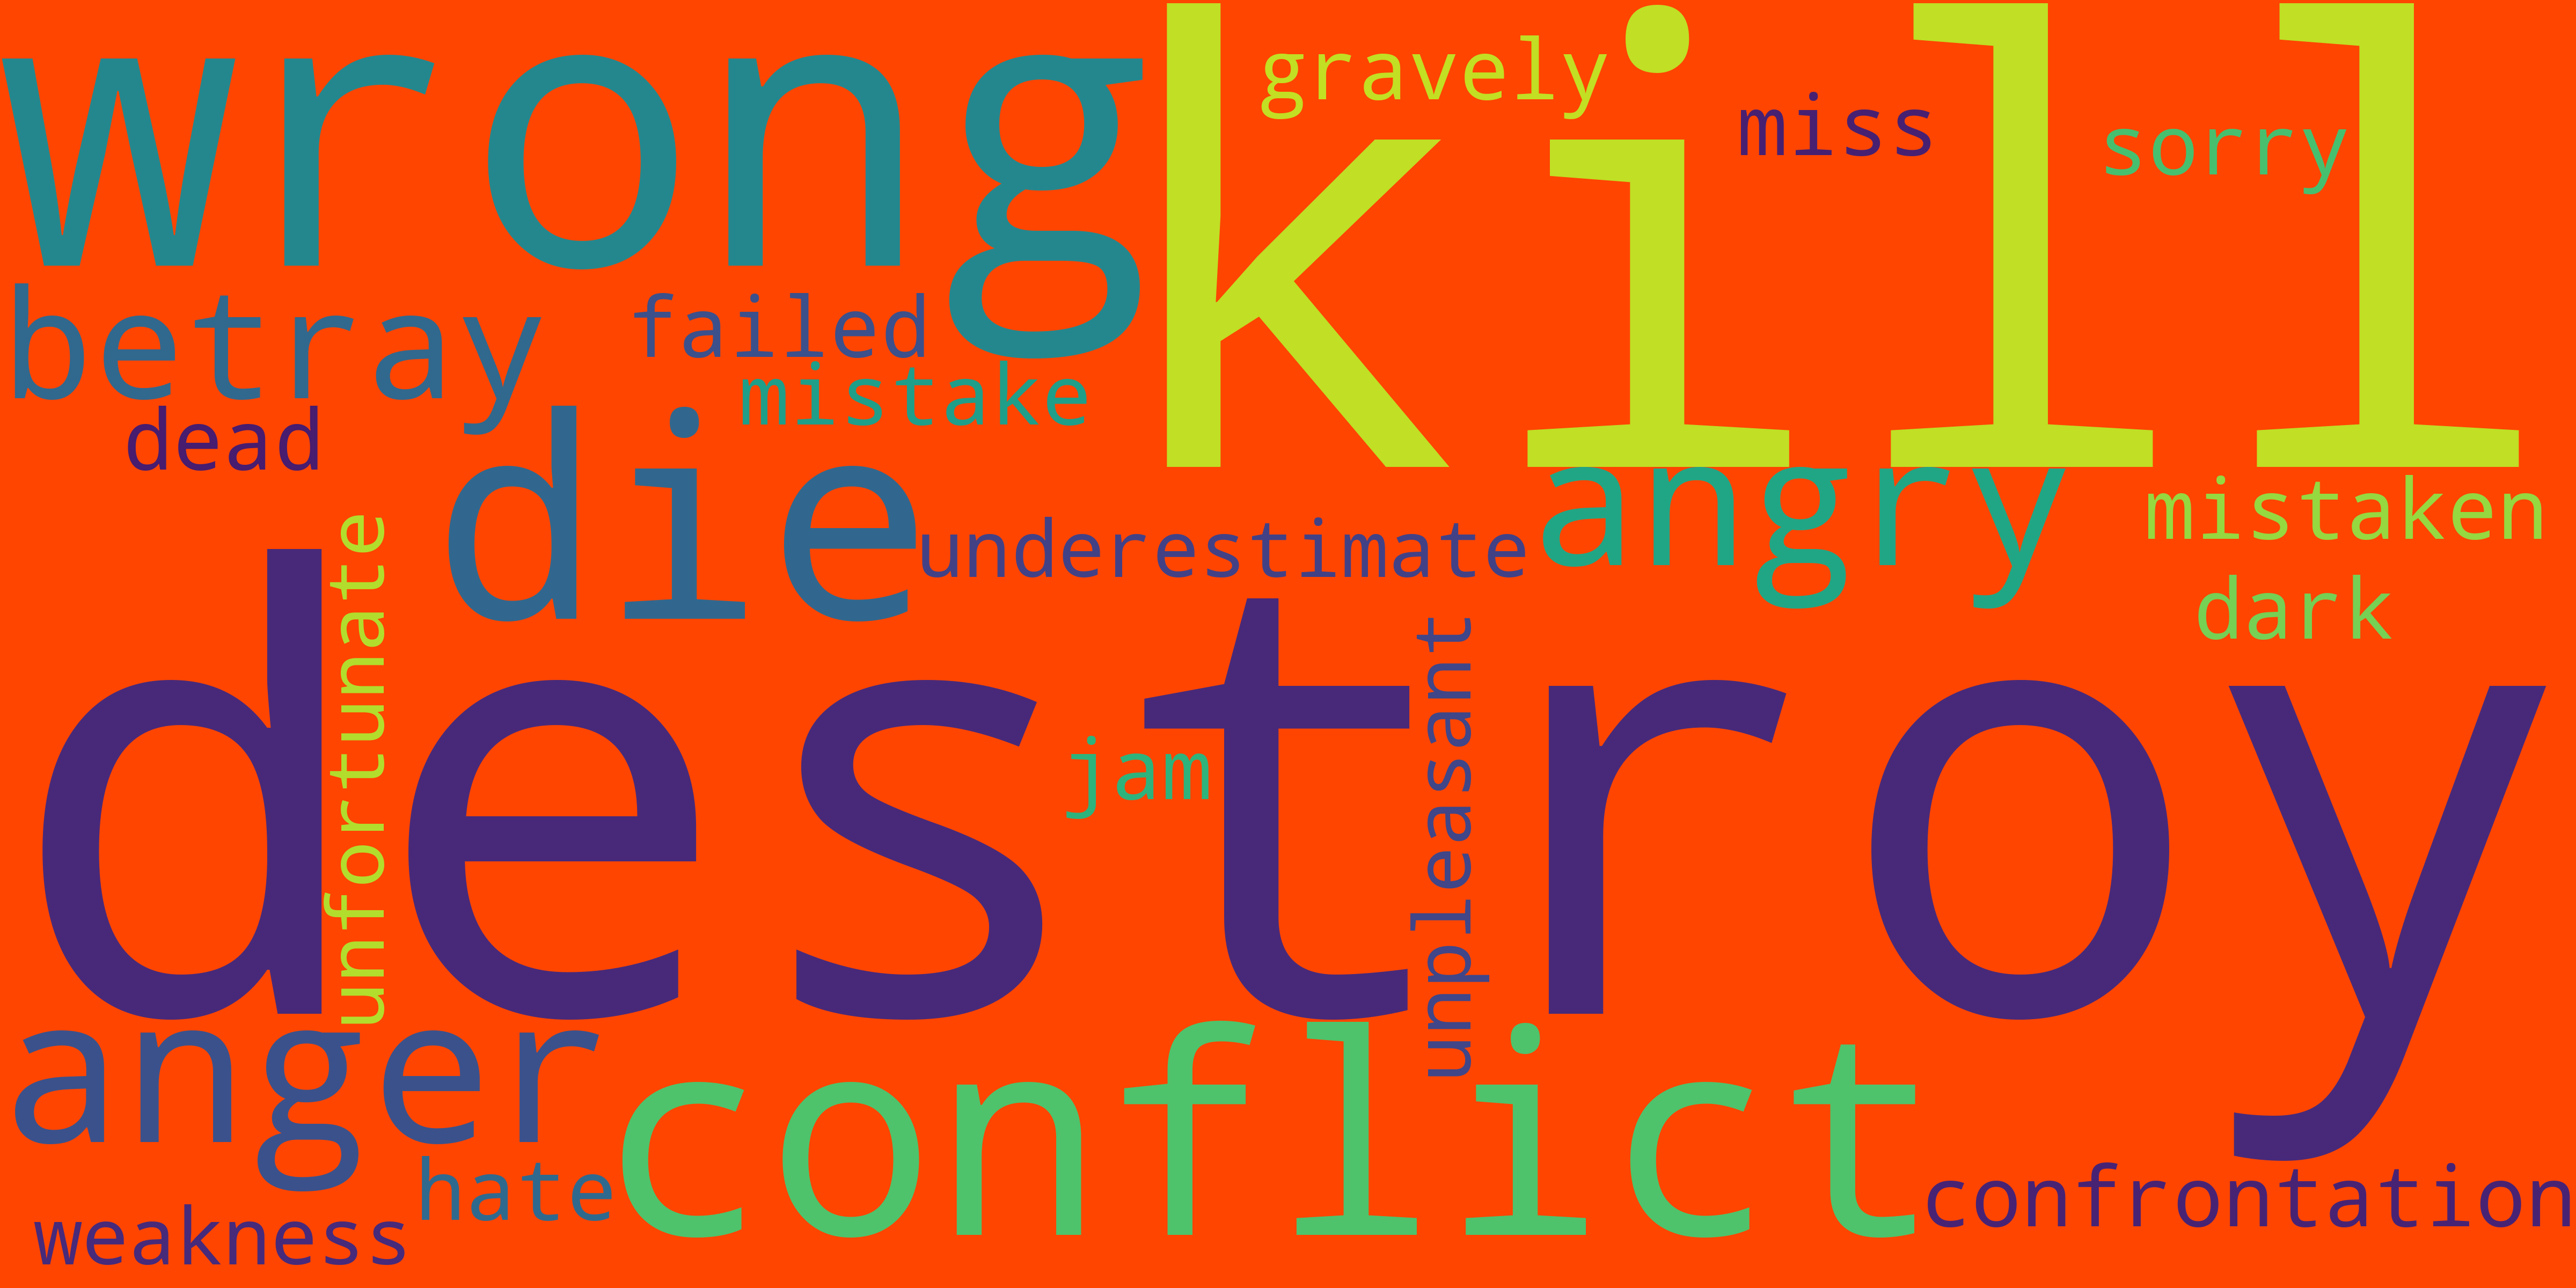 wrong
kill
gravely
miss
sorry
betray
failed
mistake
dead
die
underestimate
angry
mistaken
dark
unfortunate
destroy
jam
unpleasant
anger
conflict
hate
weakness
confrontation